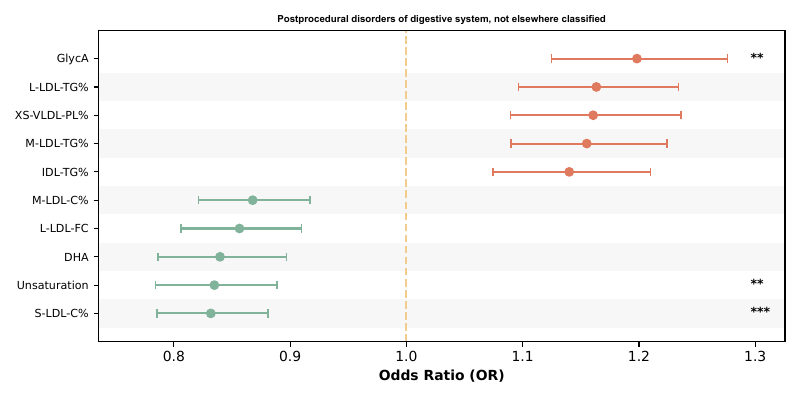 Postprocedural disorders of digestive system, not elsewhere classified
GlycA **
L-LDL-TG%
XS-VLDL-PL%
M-LDL-TG%
IDL-TG%
M-LDL-C%
L-LDL-FC
DHA
Unsaturation **
S-LDL-C% ***
0.8 0.9 1.0 1.1 1.2 1.3
Odds Ratio (OR)